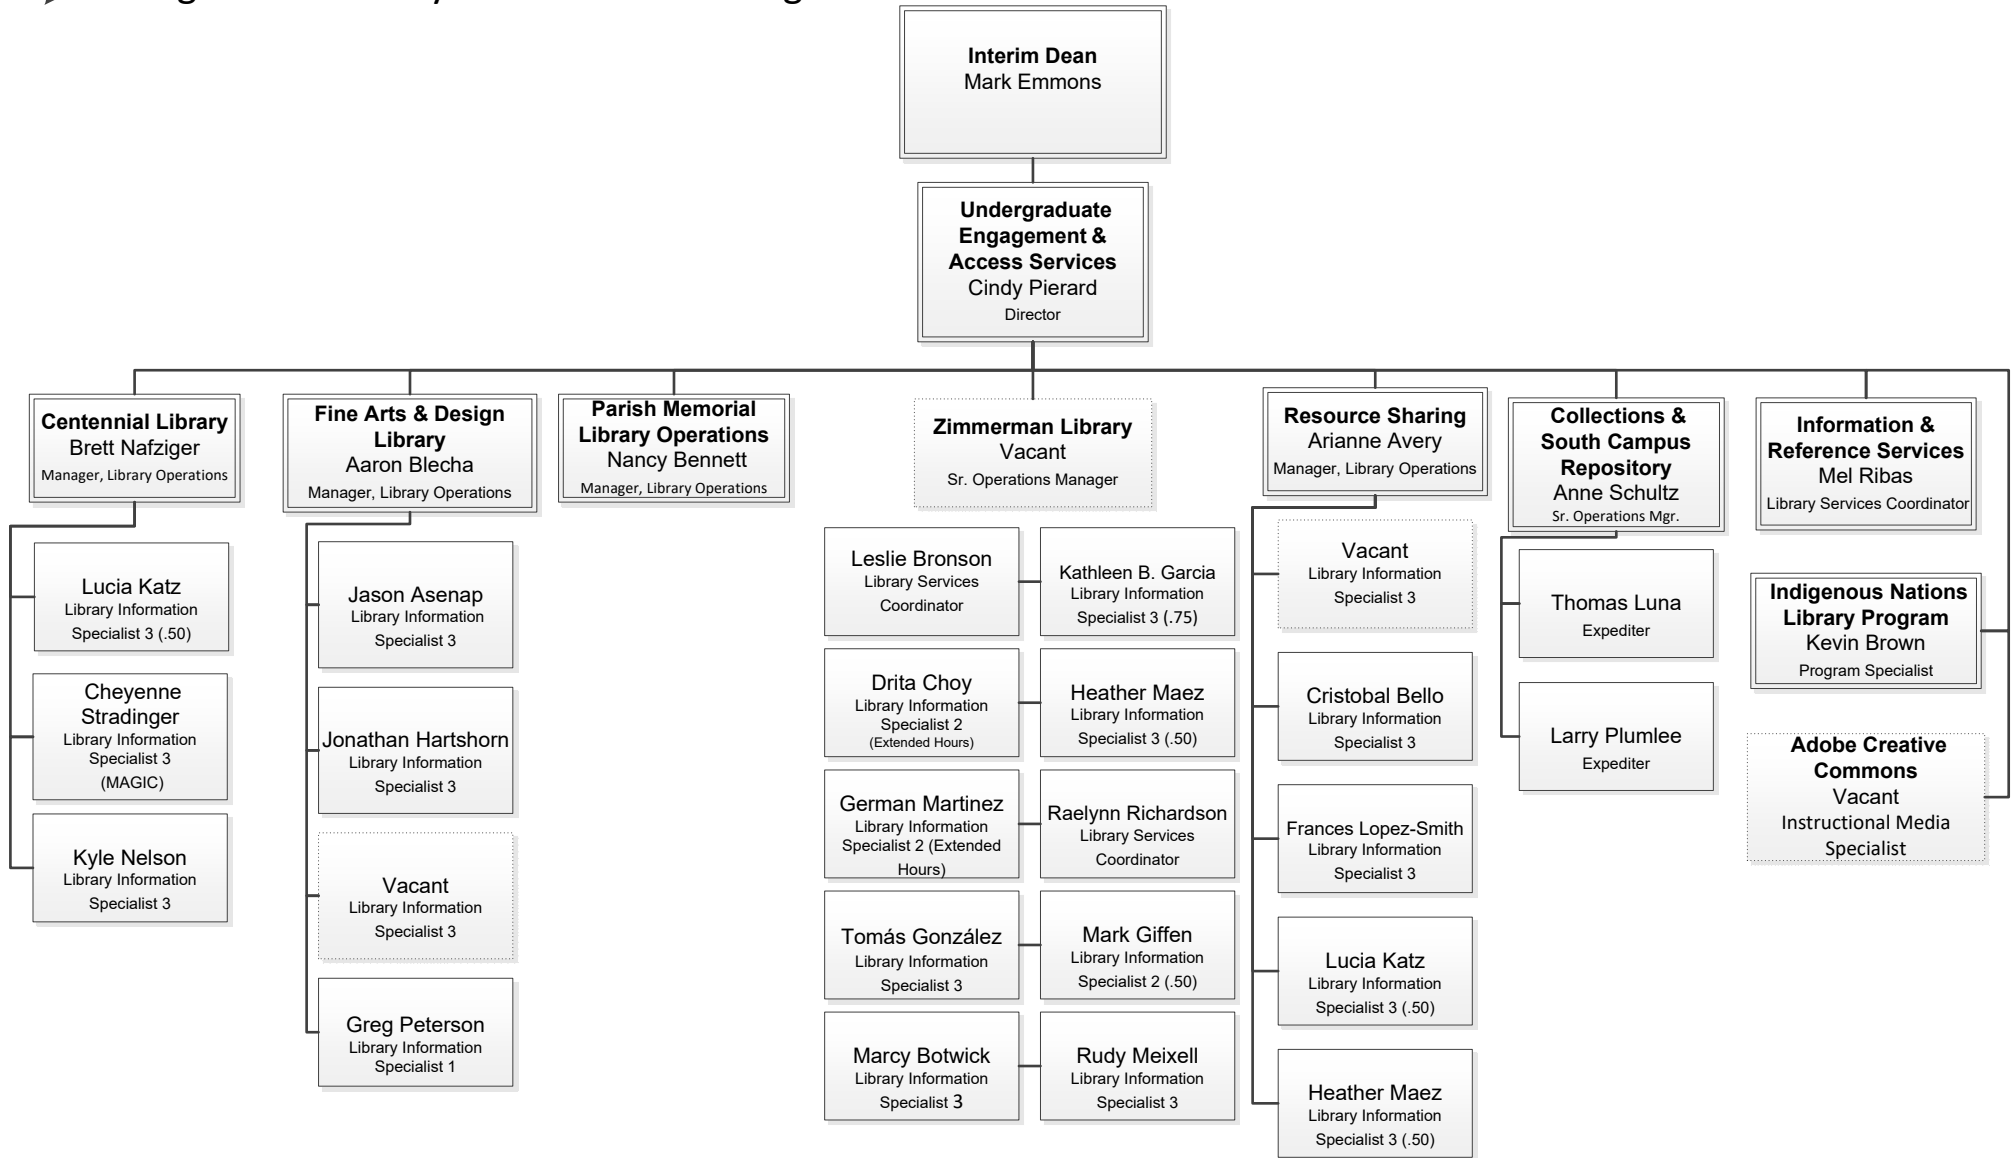 Interim Dean
Mark Emmons
Undergraduate
Engagement &
Access Services
Cindy Pierard
Director
Centennial Library
Brett Nafziger
Manager, Library Operations
Lucia Katz
Library Information
Specialist 3 (.50)
Cheyenne
Stradinger
Library Information
Specialist 3
(MAGIC)
Kyle Nelson
Library Information
Specialist 3
Fine Arts & Design
Library
Aaron Blecha
Manager, Library Operations
Jason Asenap
Library Information
Specialist 3
Jonathan Hartshorn
Library Information
Specialist 3
Vacant
Library Information
Specialist 3
Greg Peterson
Library Information
Specialist 1
Parish Memorial
Library Operations
Nancy Bennett
Manager, Library Operations
Zimmerman Library
Vacant
Sr. Operations Manager
Leslie Bronson
Library Services
Coordinator
Kathleen B. Garcia
Library Information
Specialist 3 (.75)
Drita Choy
Library Information
Specialist 2
(Extended Hours)
Heather Maez
Library Information
Specialist 3 (.50)
German Martinez
Library Information
Specialist 2 (Extended
Hours)
Raelynn Richardson
Library Services
Coordinator
Tomás González
Library Information
Specialist 3
Mark Giffen
Library Information
Specialist 2 (.50)
Marcy Botwick
Library Information
Specialist 3
Rudy Meixell
Library Information
Specialist 3
Resource Sharing
Arianne Avery
Manager, Library Operations
Vacant
Library Information
Specialist 3
Cristobal Bello
Library Information
Specialist 3
Frances Lopez-Smith
Library Information
Specialist 3
Lucia Katz
Library Information
Specialist 3 (.50)
Heather Maez
Library Information
Specialist 3 (.50)
Collections &
South Campus
Repository
Anne Schultz
Sr. Operations Mgr.
Thomas Luna
Expediter
Larry Plumlee
Expediter
Information &
Reference Services
Mel Ribas
Library Services Coordinator
Indigenous Nations
Library Program
Kevin Brown
Program Specialist
Adobe Creative
Commons
Vacant
Instructional Media
Specialist